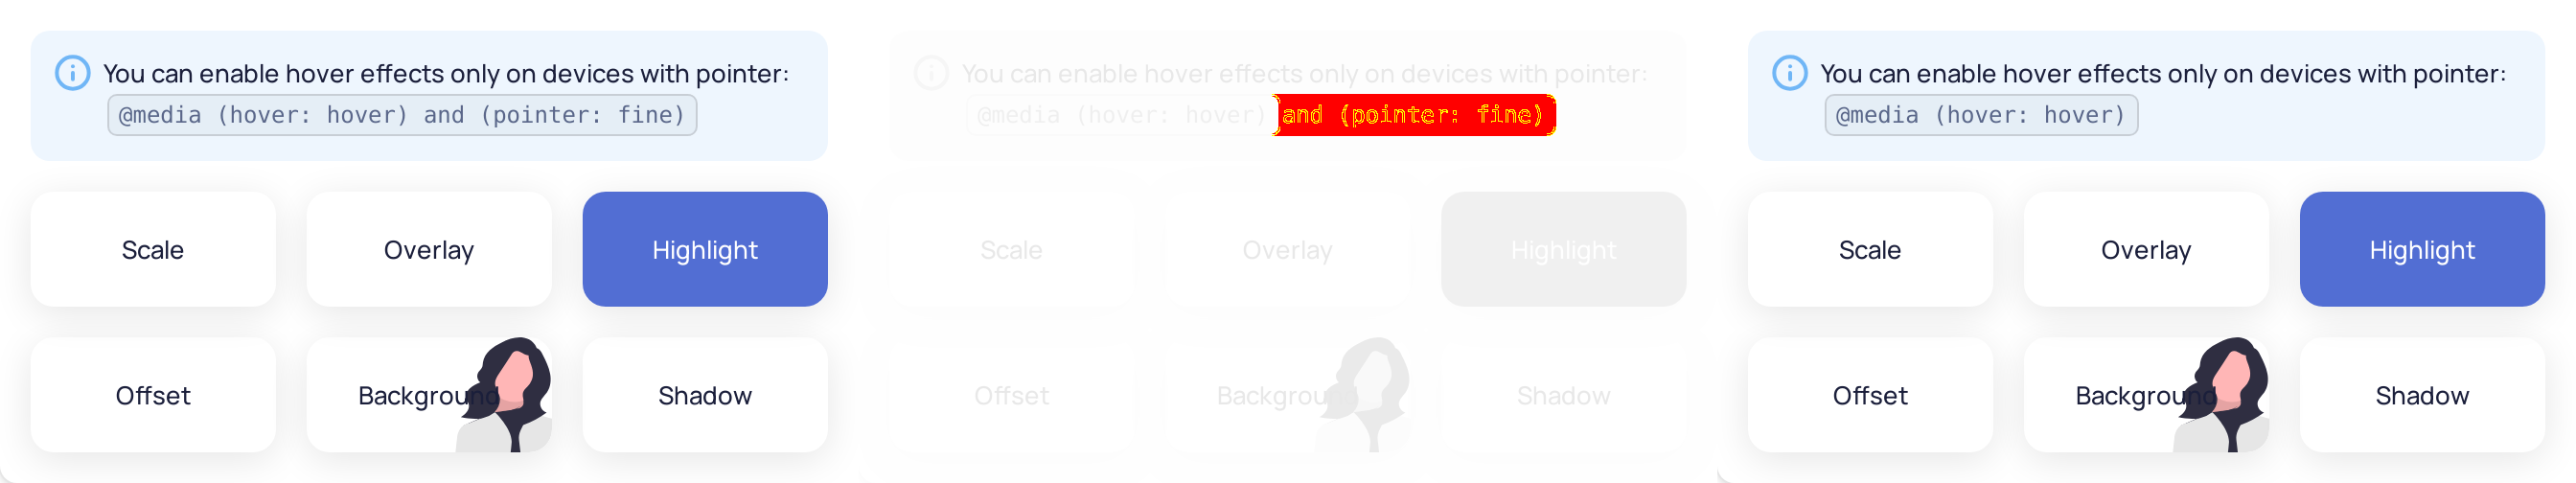 You can enable hover effects only on devices with pointer:
@media (hover: hover) and (pointer: fine)
Scale
Overlay
Highlight
Offset
Background
Shadow
You can enable hover effects only on devices with pointer:
@media (hover: hover) and (pointer: fine)
Scale
Overlay
Highlight
Offset
Background
Shadow
You can enable hover effects only on devices with pointer:
@media (hover: hover)
Scale
Overlay
Highlight
Offset
Background
Shadow